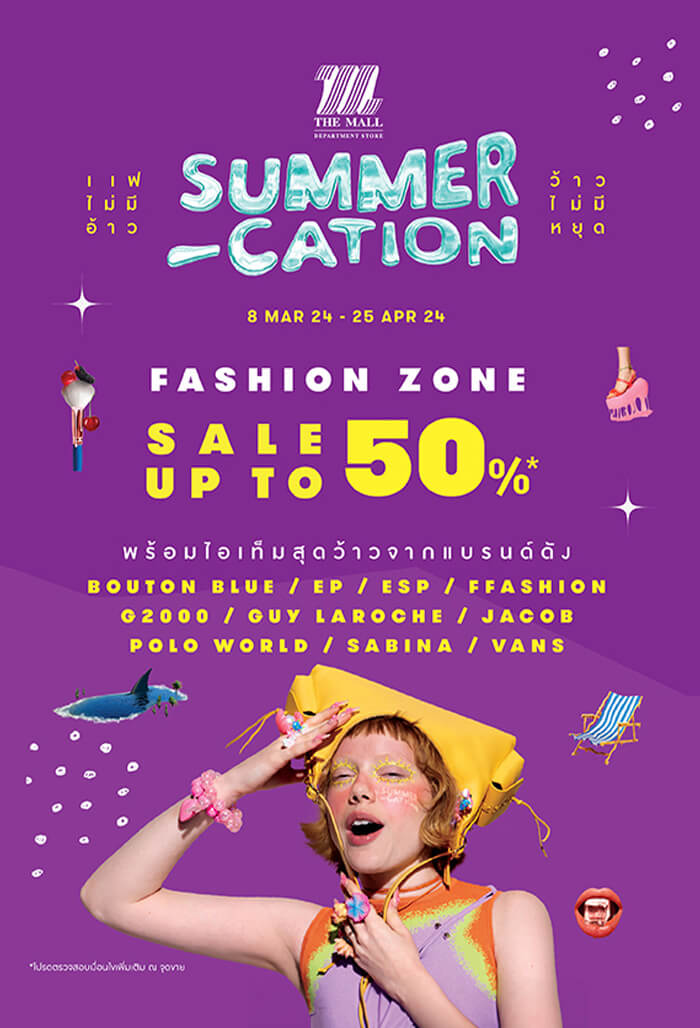 THE MALL
DEPARTMENT STORE
SUMMER
-CATION
แฟ
ไม่มี
อ้าว
ว้าว
ไม่มี
หยุด
8 MAR 24 - 25 APR 24
FASHION ZONE
SALE
UP TO 50%*
พร้อมไอเท็มสุดว้าวจากแบรนด์ดัง
BOUTON BLUE / EP / ESP / FFASHION
G2000 / GUY LAROCHE / JACOB
POLO WORLD / SABINA / VANS
SUMMER
CATION
*โปรดตรวจสอบเงื่อนไขเพิ่มเติม ณ จุดขาย